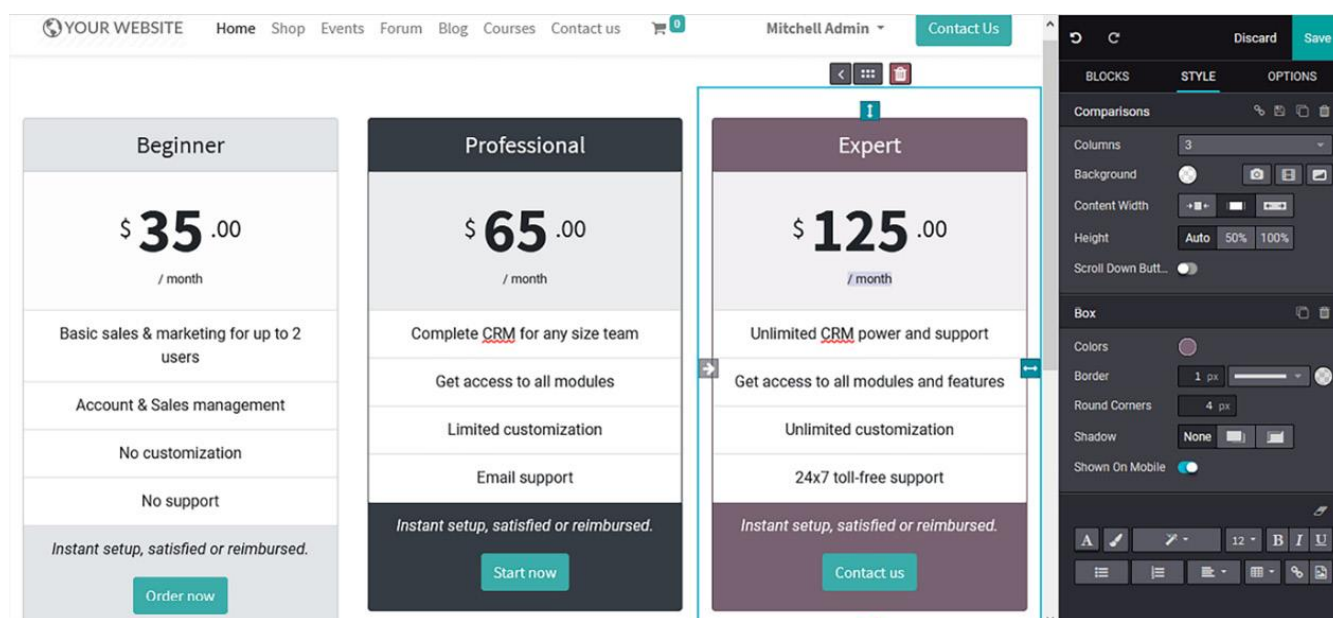 YOUR WEBSITE Home Shop Events Forum Blog Courses Contact us 0 Mitchell Admin Contact Us
Beginner
$ 35 .00
/ month
Basic sales & marketing for up to 2
users
Account & Sales management
No customization
No support
Instant setup, satisfied or reimbursed.
Order now
Professional
$ 65 .00
/ month
Complete CRM for any size team
Get access to all modules
Limited customization
Email support
Instant setup, satisfied or reimbursed.
Start now
Expert
$ 125 .00
/ month
Unlimited CRM power and support
Get access to all modules and features
Unlimited customization
24x7 toll-free support
Instant setup, satisfied or reimbursed.
Contact us
Discard Save
BLOCKS STYLE OPTIONS
Comparisons
Columns 3
Background
Content Width
Height Auto 50% 100%
Scroll Down Butt...
Box
Colors
Border 1 px
Round Corners 4 px
Shadow None
Shown On Mobile
A 12 B I U